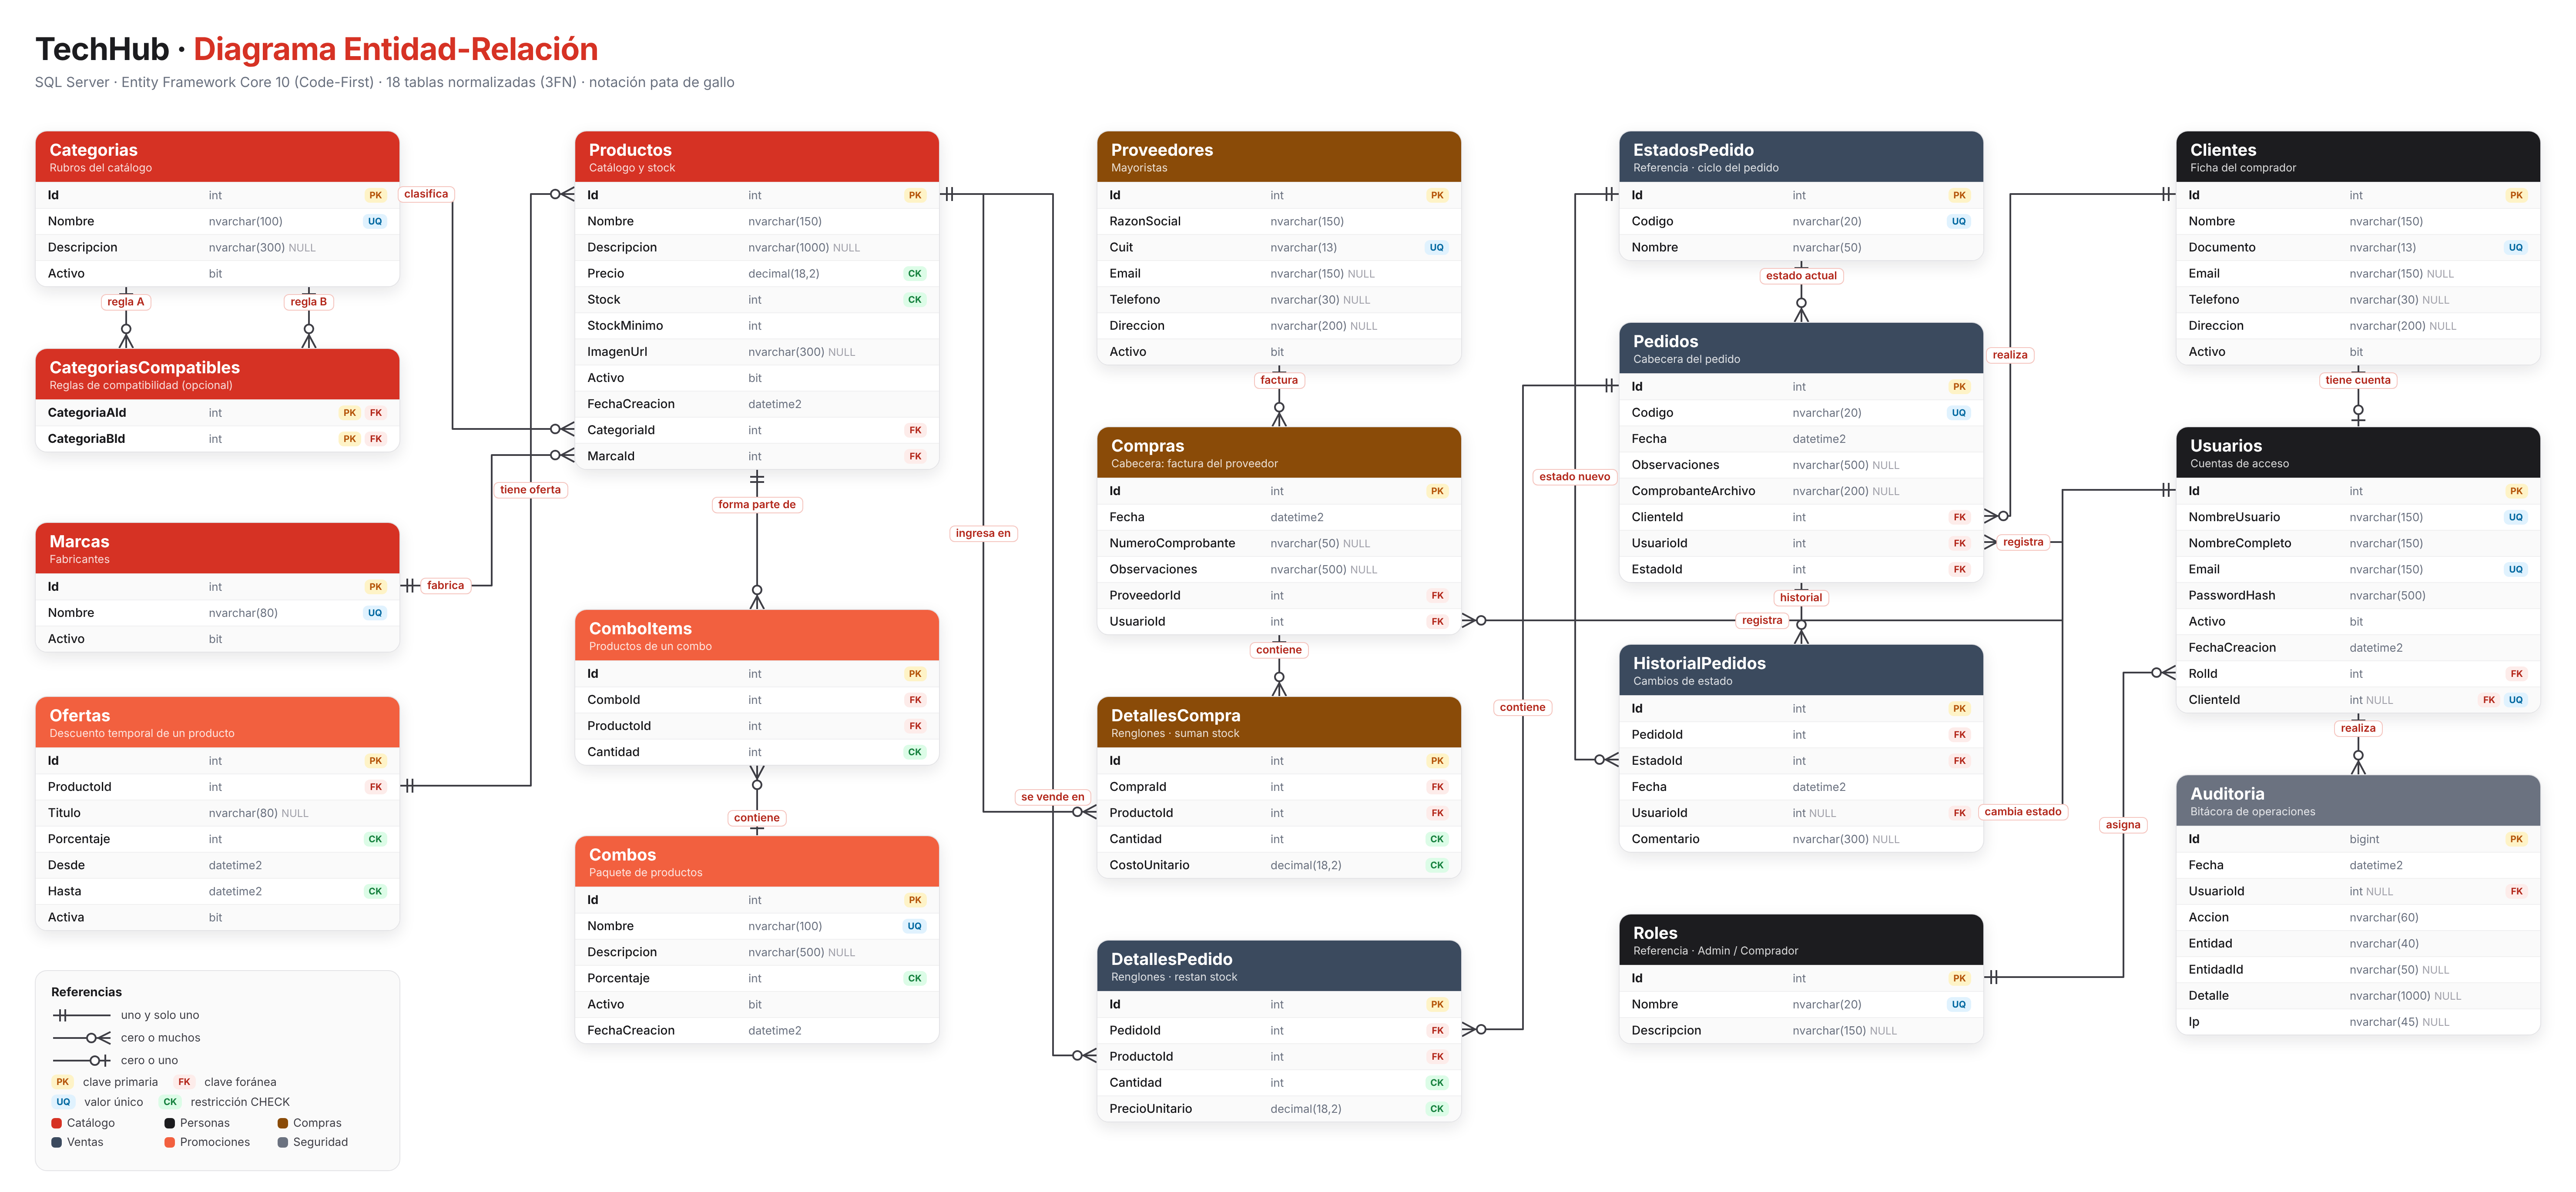 TechHub · Diagrama Entidad-Relación
SQL Server · Entity Framework Core 10 (Code-First) · 18 tablas normalizadas (3FN) · notación pata de gallo
Categorias
Rubros del catálogo
Id int PK
Nombre nvarchar(100) UQ
Descripcion nvarchar(300) NULL
Activo bit
clasifica
regla A
regla B
CategoriasCompatibles
Reglas de compatibilidad (opcional)
CategoriaAId int PK FK
CategoriaBId int PK FK
Marcas
Fabricantes
Id int PK
Nombre nvarchar(80) UQ
Activo bit
fabrica
tiene oferta
Ofertas
Descuento temporal de un producto
Id int PK
ProductoId int FK
Titulo nvarchar(80) NULL
Porcentaje int CK
Desde datetime2
Hasta datetime2 CK
Activa bit
Referencias
uno y solo uno
cero o muchos
cero o uno
PK clave primaria FK clave foránea
UQ valor único CK restricción CHECK
Catálogo Personas Compras
Ventas Promociones Seguridad
Productos
Catálogo y stock
Id int PK
Nombre nvarchar(150)
Descripcion nvarchar(1000) NULL
Precio decimal(18,2) CK
Stock int CK
StockMinimo int
ImagenUrl nvarchar(300) NULL
Activo bit
FechaCreacion datetime2
CategoriaId int FK
MarcaId int FK
forma parte de
ComboItems
Productos de un combo
Id int PK
ComboId int FK
ProductoId int FK
Cantidad int CK
contiene
Combos
Paquete de productos
Id int PK
Nombre nvarchar(100) UQ
Descripcion nvarchar(500) NULL
Porcentaje int CK
Activo bit
FechaCreacion datetime2
ingresa en
se vende en
Proveedores
Mayoristas
Id int PK
RazonSocial nvarchar(150)
Cuit nvarchar(13) UQ
Email nvarchar(150) NULL
Telefono nvarchar(30) NULL
Direccion nvarchar(200) NULL
Activo bit
factura
Compras
Cabecera: factura del proveedor
Id int PK
Fecha datetime2
NumeroComprobante nvarchar(50) NULL
Observaciones nvarchar(500) NULL
ProveedorId int FK
UsuarioId int FK
contiene
DetallesCompra
Renglones · suman stock
Id int PK
CompraId int FK
ProductoId int FK
Cantidad int CK
CostoUnitario decimal(18,2) CK
DetallesPedido
Renglones · restan stock
Id int PK
PedidoId int FK
ProductoId int FK
Cantidad int CK
PrecioUnitario decimal(18,2) CK
estado nuevo
contiene
EstadosPedido
Referencia · ciclo del pedido
Id int PK
Codigo nvarchar(20) UQ
Nombre nvarchar(50)
estado actual
Pedidos
Cabecera del pedido
Id int PK
Codigo nvarchar(20) UQ
Fecha datetime2
Observaciones nvarchar(500) NULL
ComprobanteArchivo nvarchar(200) NULL
ClienteId int FK
UsuarioId int FK
EstadoId int FK
historial
registra
HistorialPedidos
Cambios de estado
Id int PK
PedidoId int FK
EstadoId int FK
Fecha datetime2
UsuarioId int NULL FK
Comentario nvarchar(300) NULL
Roles
Referencia · Admin / Comprador
Id int PK
Nombre nvarchar(20) UQ
Descripcion nvarchar(150) NULL
realiza
registra
cambia estado
asigna
Clientes
Ficha del comprador
Id int PK
Nombre nvarchar(150)
Documento nvarchar(13) UQ
Email nvarchar(150) NULL
Telefono nvarchar(30) NULL
Direccion nvarchar(200) NULL
Activo bit
tiene cuenta
Usuarios
Cuentas de acceso
Id int PK
NombreUsuario nvarchar(150) UQ
NombreCompleto nvarchar(150)
Email nvarchar(150) UQ
PasswordHash nvarchar(500)
Activo bit
FechaCreacion datetime2
RolId int FK
ClienteId int NULL FK UQ
realiza
Auditoria
Bitácora de operaciones
Id bigint PK
Fecha datetime2
UsuarioId int NULL FK
Accion nvarchar(60)
Entidad nvarchar(40)
EntidadId nvarchar(50) NULL
Detalle nvarchar(1000) NULL
Ip nvarchar(45) NULL